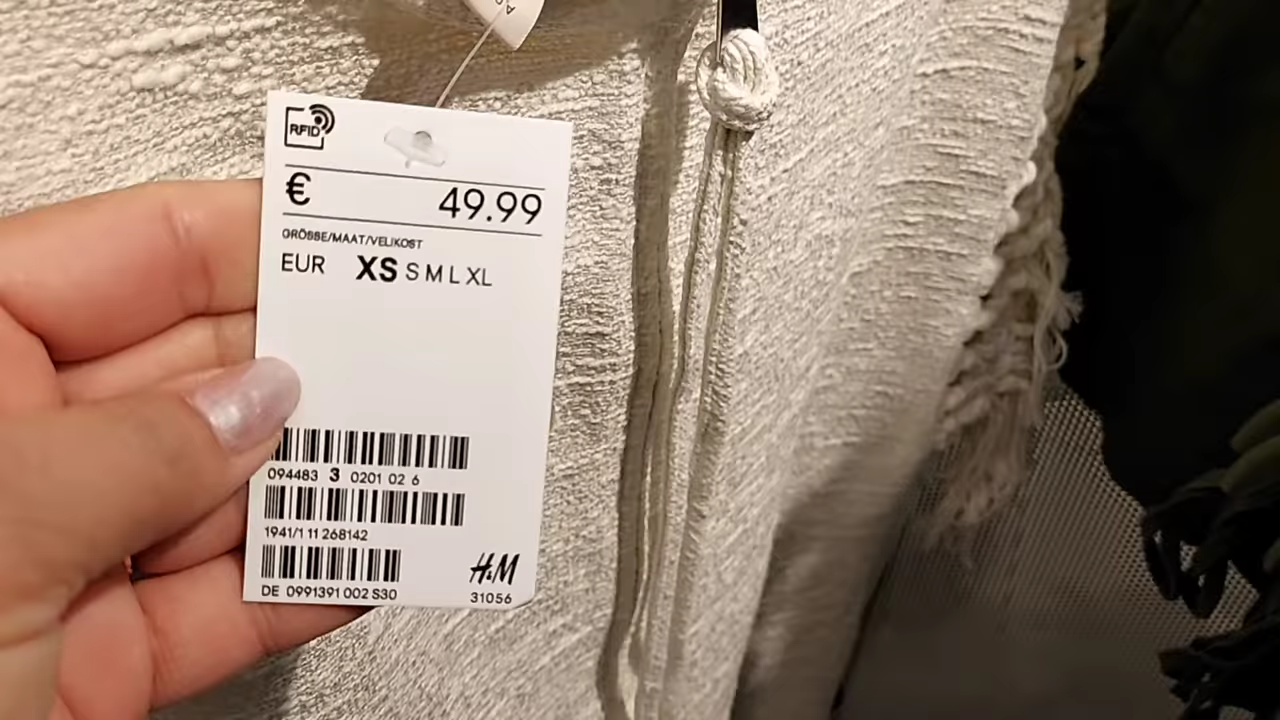 RFID
€ 49.99
GRÖSSE/MAAT/VELIKOST
EUR XS S M L XL
094483 3 0201 02 6
1941/1 11 268142
H&M
DE 0991391 002 S30
31056